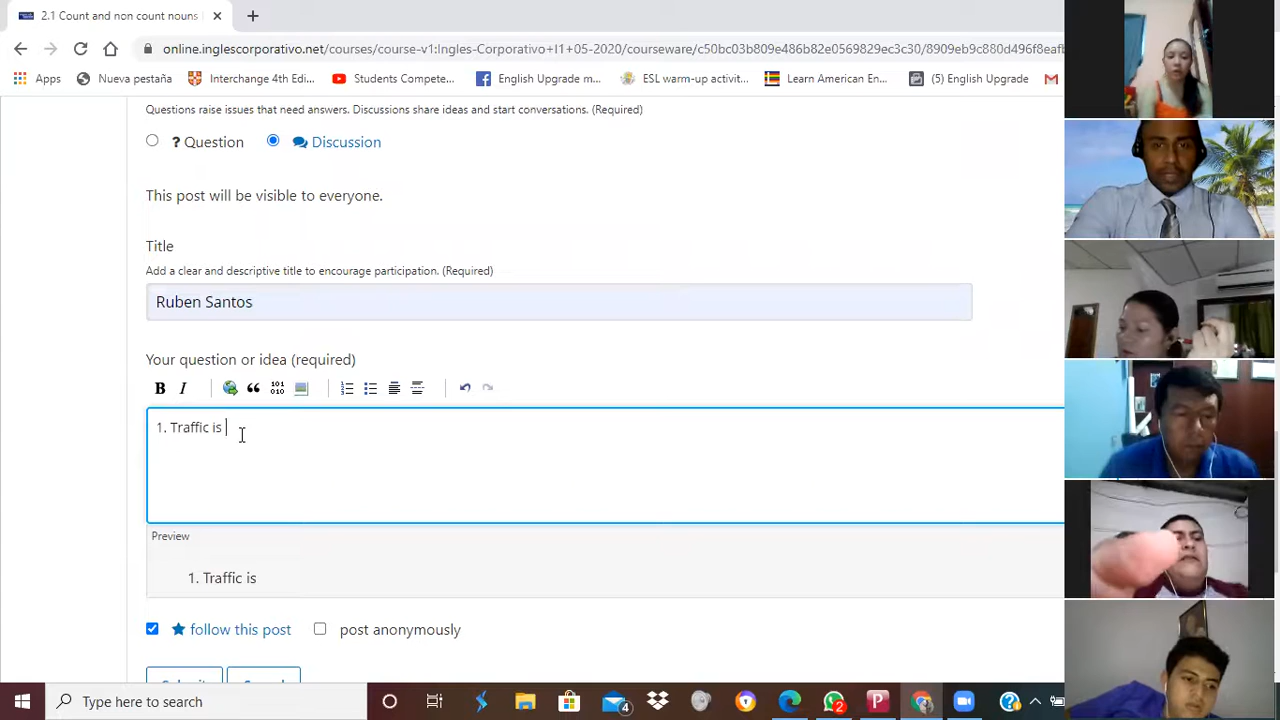 2.1 Count and non count nouns
online.inglescorporativo.net/courses/course-v1:Ingles-Corporativo+I1+05-2020/courseware/c50bc03b809e486b82e0569829ec3c30/8909eb9c880d496f8eafb
Apps Nueva pestaña Interchange 4th Edi... Students Compete... English Upgrade m... ESL warm-up activit... Learn American En... (5) English Upgrade
Questions raise issues that need answers. Discussions share ideas and start conversations. (Required)
? Question Discussion
This post will be visible to everyone.
Title
Add a clear and descriptive title to encourage participation. (Required)
Ruben Santos
Your question or idea (required)
B I 101 010
1. Traffic is
Preview
1. Traffic is
follow this post post anonymously
Type here to search 4 2